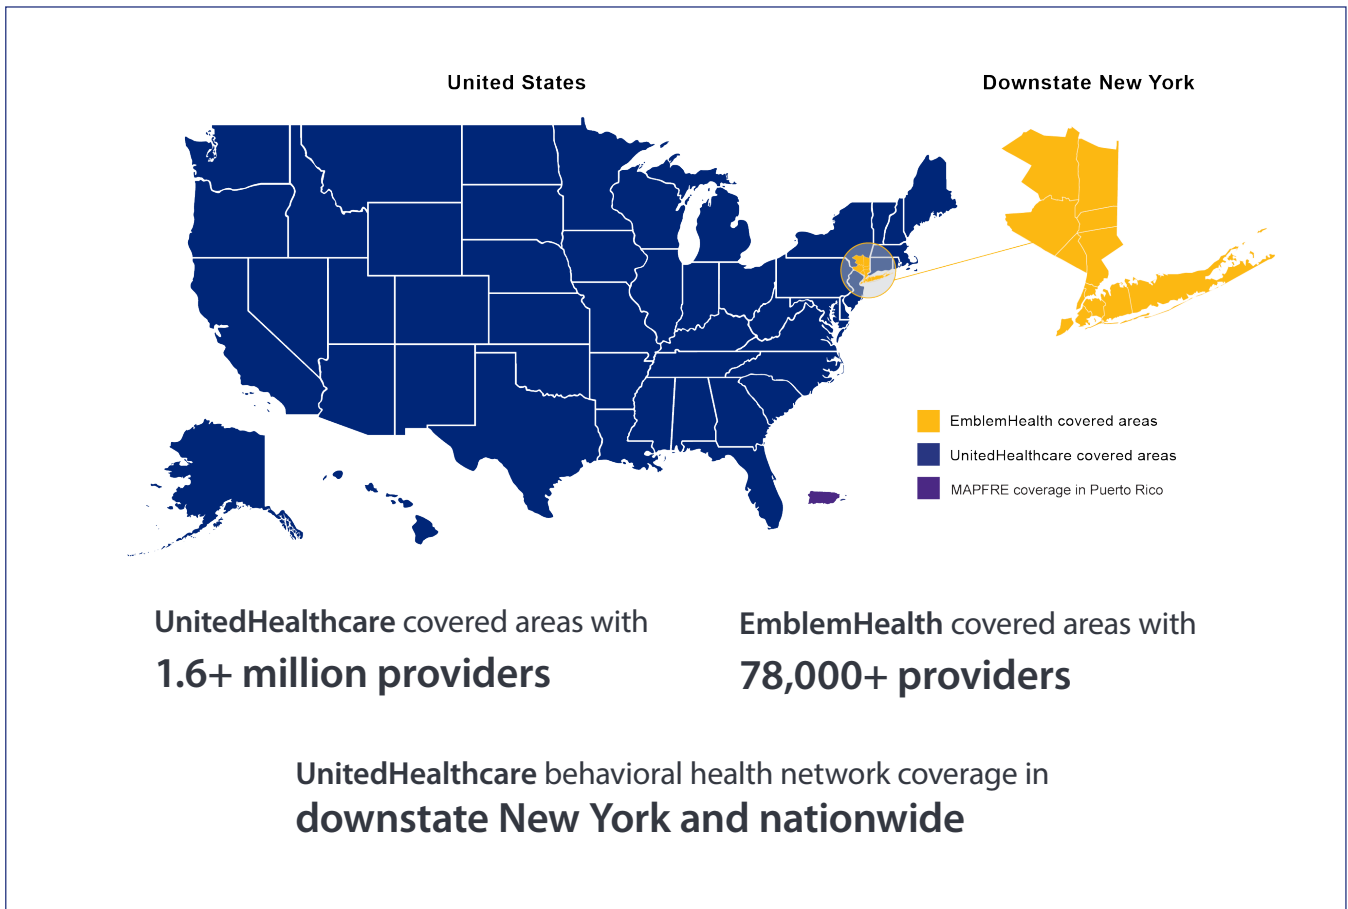 United States
Downstate New York
EmblemHealth covered areas
UnitedHealthcare covered areas
MAPFRE coverage in Puerto Rico
UnitedHealthcare covered areas with
1.6+ million providers
EmblemHealth covered areas with
78,000+ providers
UnitedHealthcare behavioral health network coverage in
downstate New York and nationwide